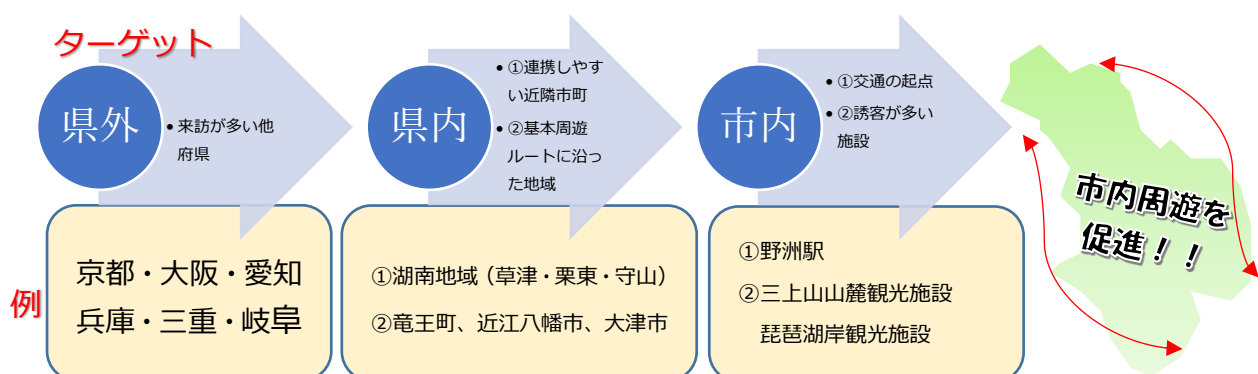 ターゲット
県外
• 来訪が多い他
府県
県内
• ①連携しやす
い近隣市町
• ②基本周遊
ルートに沿っ
た地域
市内
• ①交通の起点
• ②誘客が多い
施設
市内周遊を
促進！！
例
京都・大阪・愛知
兵庫・三重・岐阜
①湖南地域（草津・栗東・守山）
②竜王町、近江八幡市、大津市
①野洲駅
②三上山山麓観光施設
琵琶湖岸観光施設